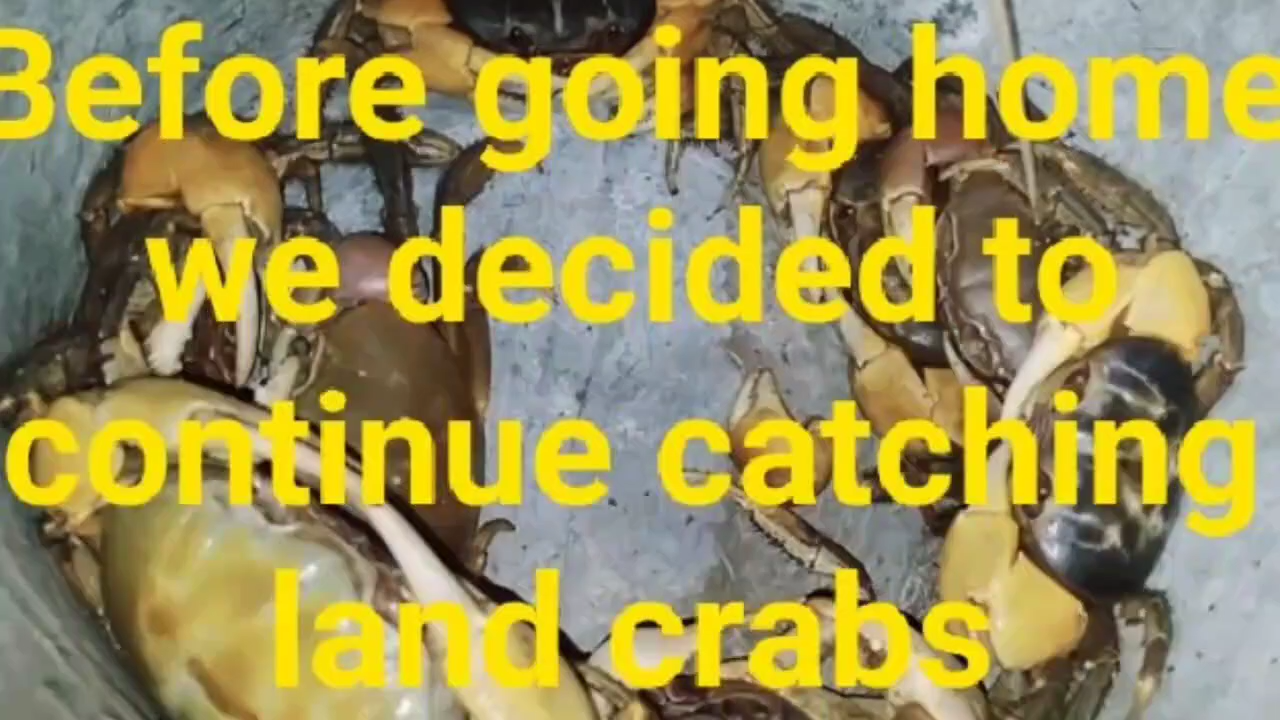 Before going home
we decided to
continue catching
land crabs